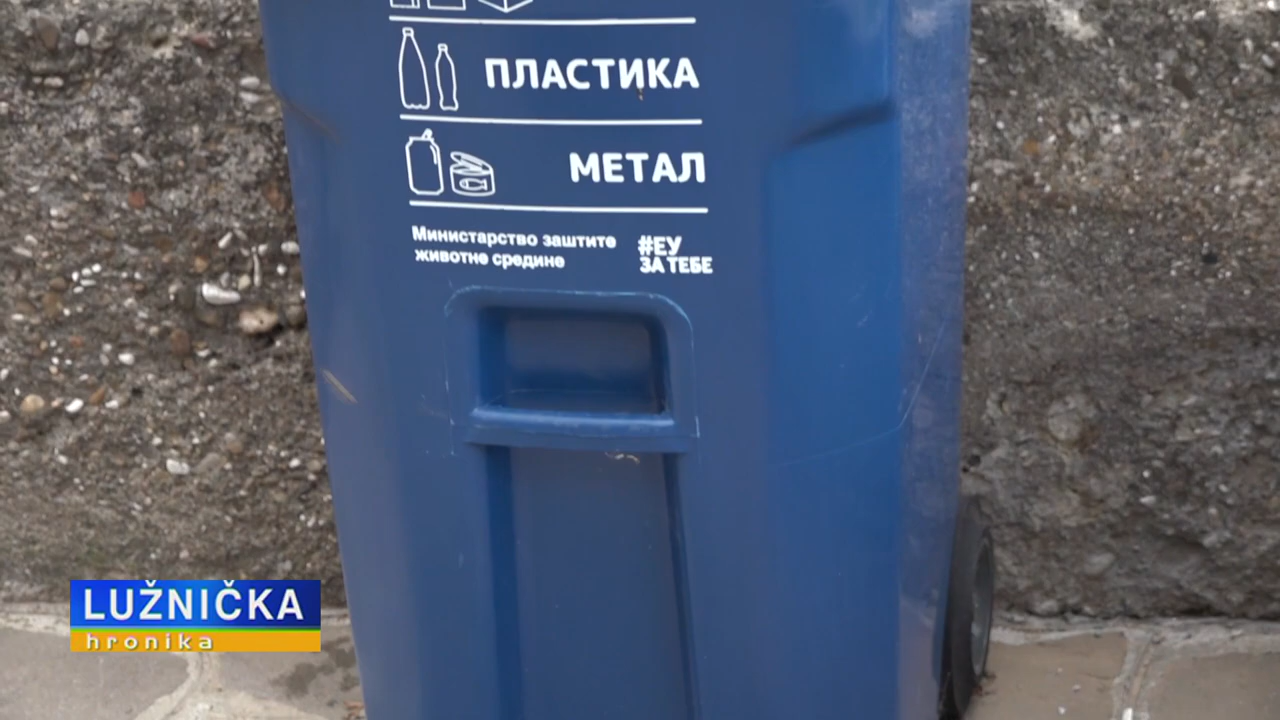 ПЛАСТИКА
МЕТАЛ
Министарство заштите
животне средине
#ЕУ
ЗА ТЕБЕ
LUŽNIČKA
hronika